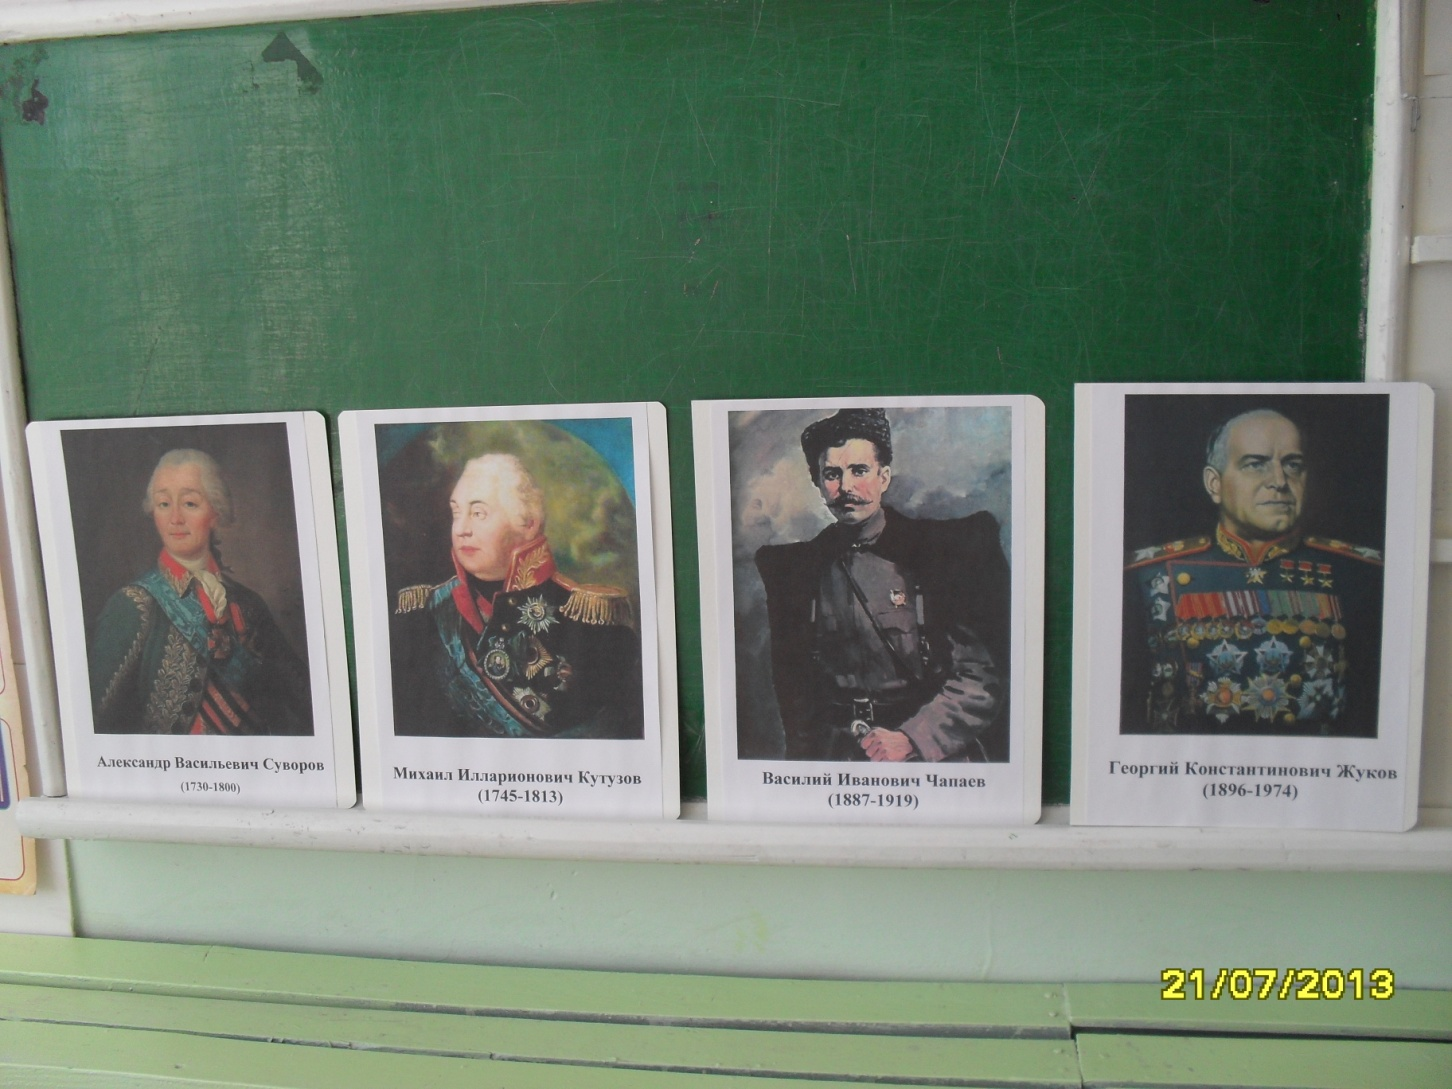 Александр Васильевич Суворов
(1730-1800)
Михаил Илларионович Кутузов
(1745-1813)
Василий Иванович Чапаев
(1887-1919)
Георгий Константинович Жуков
(1896-1974)
21/07/2013